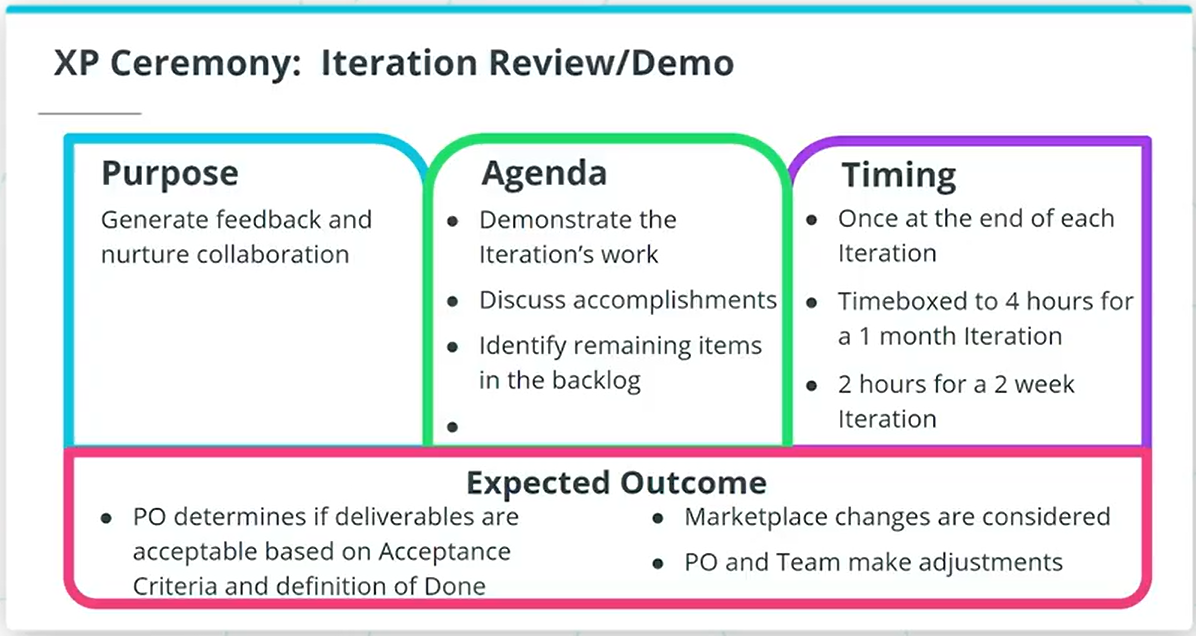 XP Ceremony: Iteration Review/Demo
Purpose
Generate feedback and
nurture collaboration
Agenda
• Demonstrate the
Iteration’s work
• Discuss accomplishments
• Identify remaining items
in the backlog
•
Timing
• Once at the end of each
Iteration
• Timeboxed to 4 hours for
a 1 month Iteration
• 2 hours for a 2 week
Iteration
Expected Outcome
• PO determines if deliverables are
acceptable based on Acceptance
Criteria and definition of Done
• Marketplace changes are considered
• PO and Team make adjustments